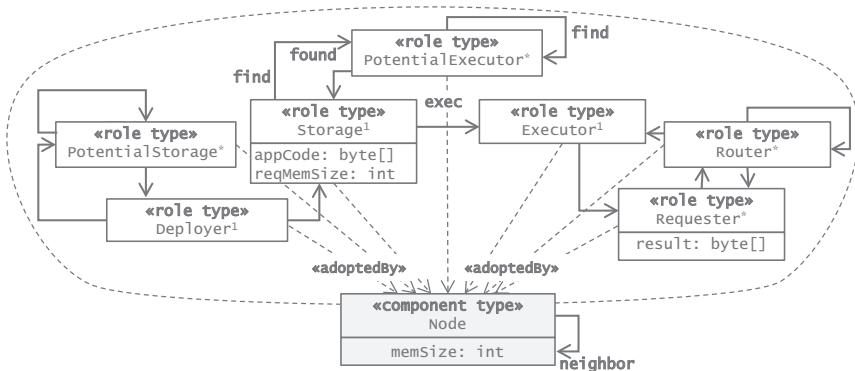 «role type»
PotentialExecutor*
find
found
find
«role type»
PotentialStorage*
«role type»
Storage¹
appCode: byte[]
reqMemSize: int
exec
«role type»
Executor¹
«role type»
Router*
«role type»
Deployer¹
«role type»
Requester*
result: byte[]
«adoptedBy»
«adoptedBy»
«component type»
Node
memSize: int
neighbor